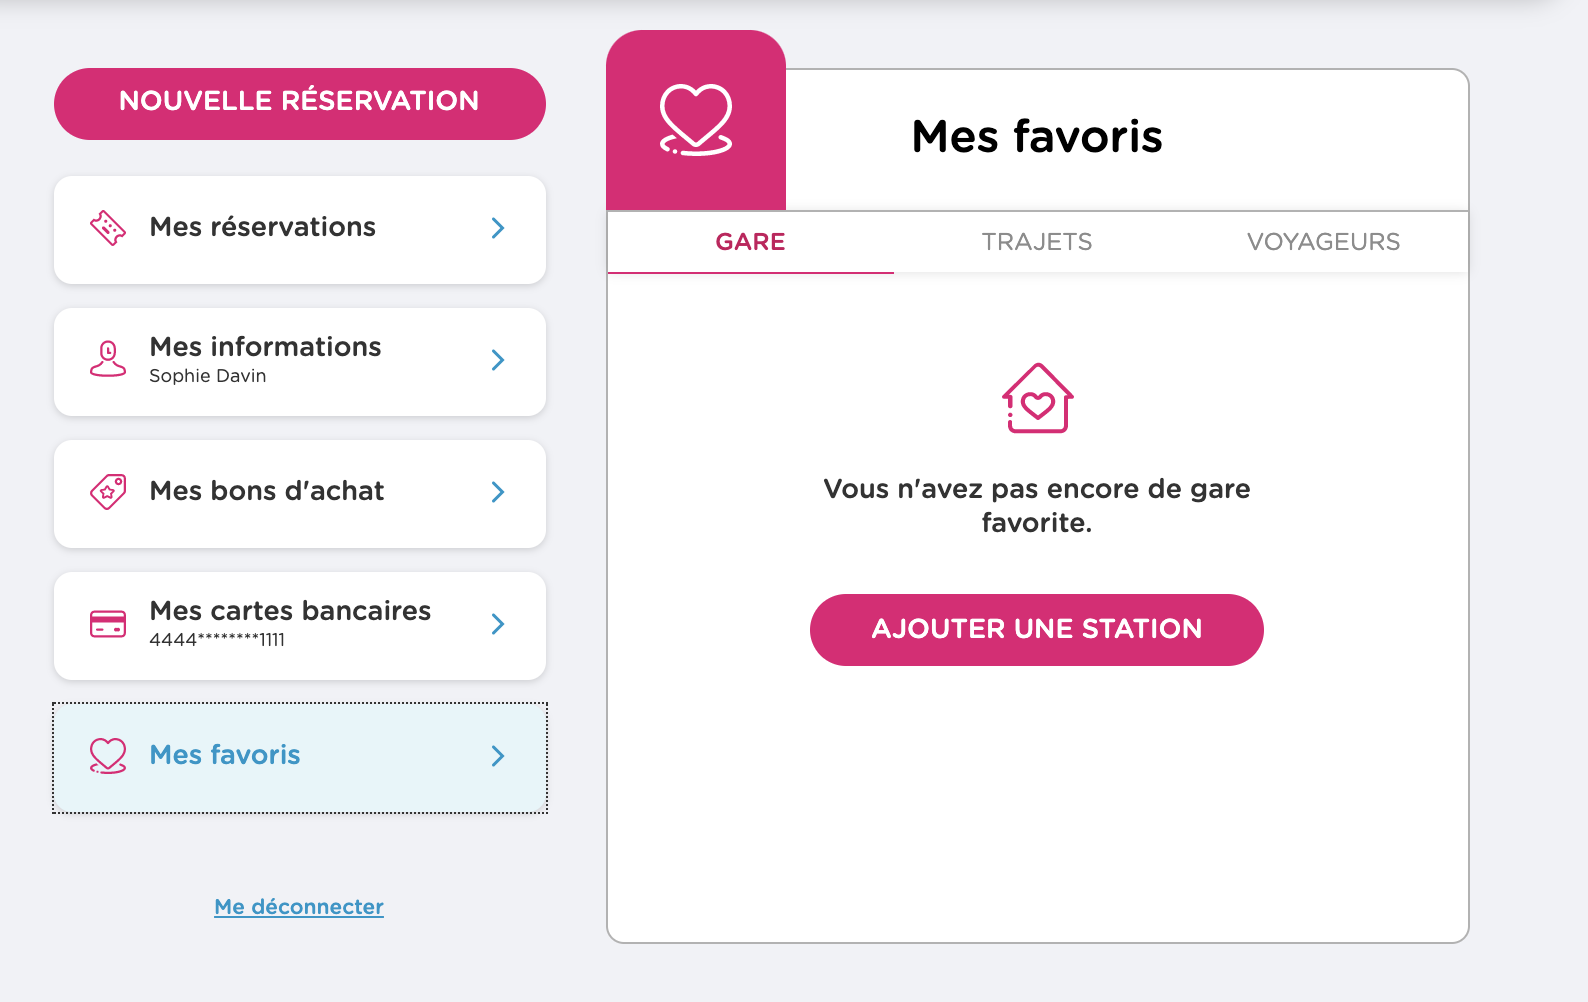 NOUVELLE RÉSERVATION
Mes réservations
Mes informations
Sophie Davin
Mes bons d'achat
Mes cartes bancaires
4444********1111
Mes favoris
Me déconnecter
Mes favoris
GARE
TRAJETS
VOYAGEURS
Vous n'avez pas encore de gare
favorite.
AJOUTER UNE STATION